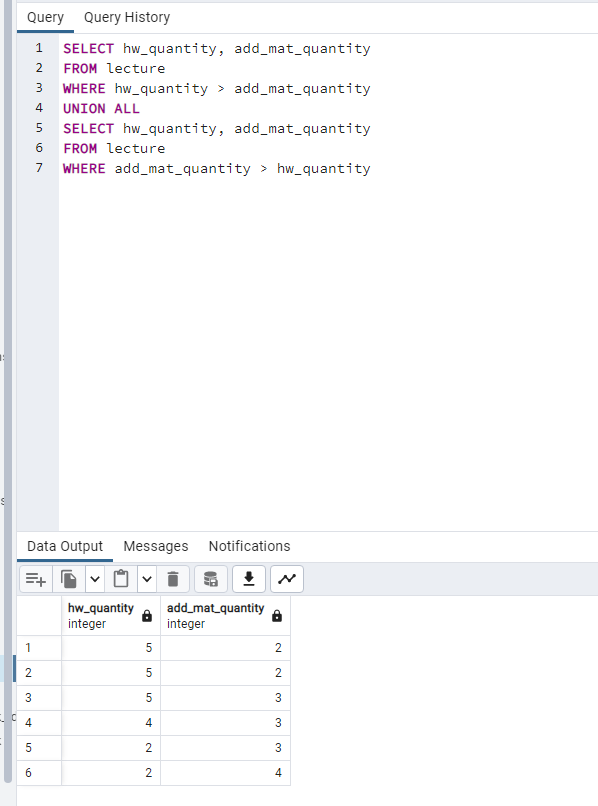 Query Query History
1 SELECT hw_quantity, add_mat_quantity
2 FROM lecture
3 WHERE hw_quantity > add_mat_quantity
4 UNION ALL
5 SELECT hw_quantity, add_mat_quantity
6 FROM lecture
7 WHERE add_mat_quantity > hw_quantity
Data Output Messages Notifications
hw_quantity add_mat_quantity
integer integer
1 5 2
2 5 2
3 5 3
4 4 3
5 2 3
6 2 4